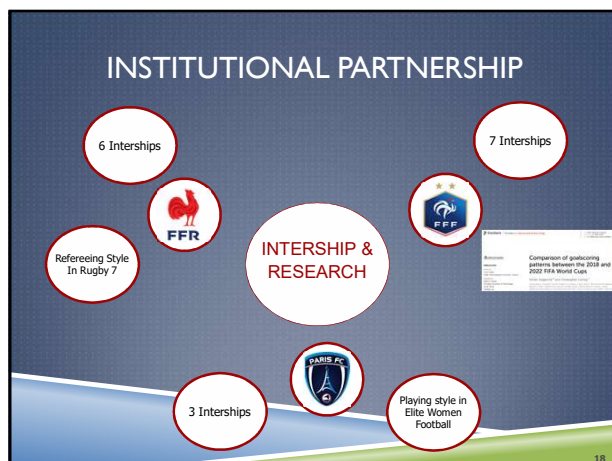 INSTITUTIONAL PARTNERSHIP
6 Interships
7 Interships
FFR
FFF
Refereeing Style
In Rugby 7
INTERSHIP &
RESEARCH
Comparison of goalscoring
patterns between the 2018 and
2022 FIFA World Cups
PARIS FC
3 Interships
Playing style in
Elite Women
Football
18